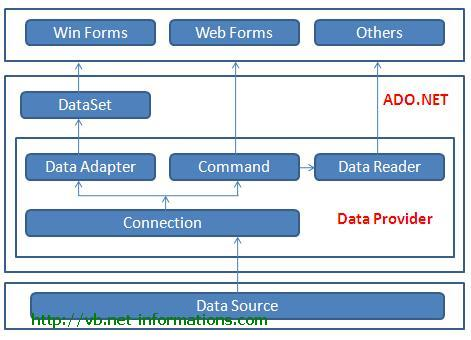 Win Forms
Web Forms
Others
DataSet
ADO.NET
Data Adapter
Command
Data Reader
Connection
Data Provider
Data Source
http://vb.net-informations.com